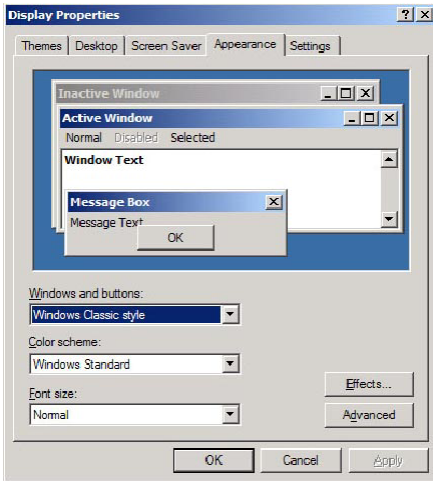 Display Properties
Themes Desktop Screen Saver Appearance Settings
Inactive Window
Active Window
Normal Disabled Selected
Window Text
Message Box
Message Text
OK
Windows and buttons:
Windows Classic style
Color scheme:
Windows Standard
Effects...
Font size:
Normal
Advanced
OK Cancel Apply